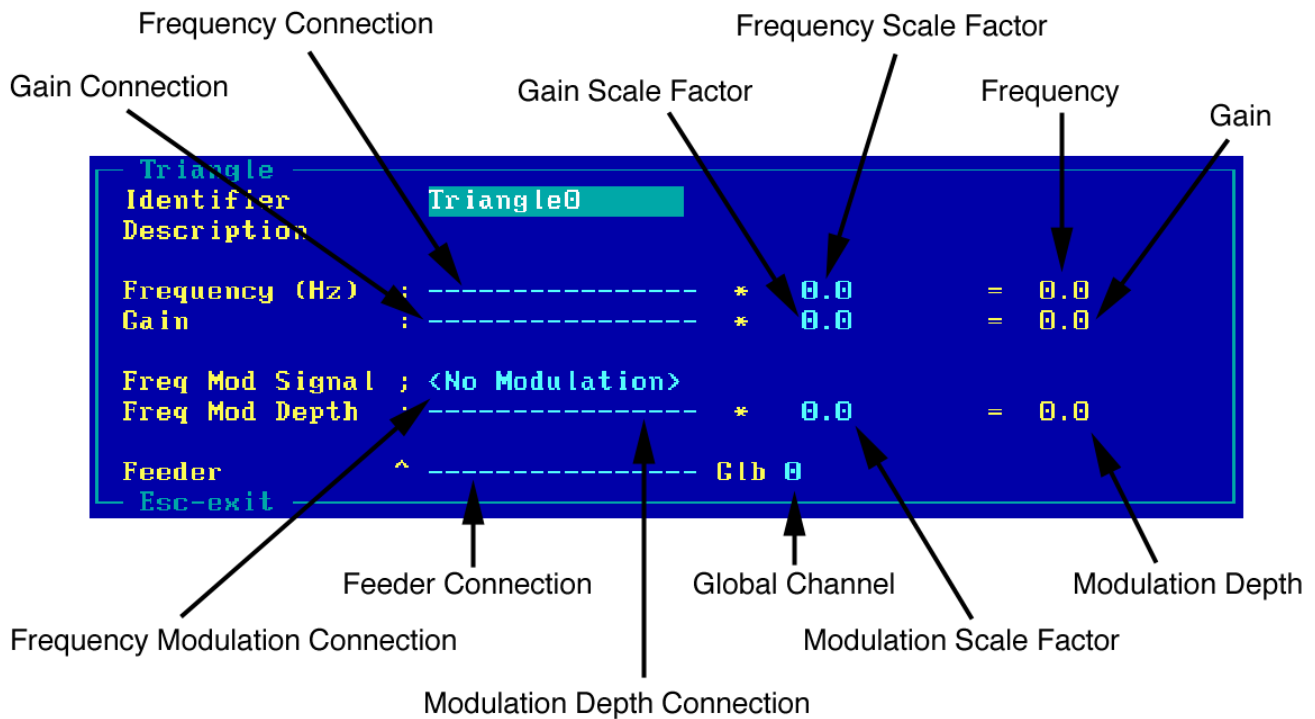 Frequency Connection
Frequency Scale Factor
Gain Connection
Gain Scale Factor
Frequency
Gain
Triangle
Identifier Triangle0
Description
Frequency (Hz) ; --------------- * 0.0 = 0.0
Gain : --------------- * 0.0 = 0.0
Freq Mod Signal ; <No Modulation>
Freq Mod Depth : --------------- * 0.0 = 0.0
Feeder ^ --------------- Glb 0
Esc-exit
Feeder Connection
Global Channel
Modulation Depth
Frequency Modulation Connection
Modulation Scale Factor
Modulation Depth Connection